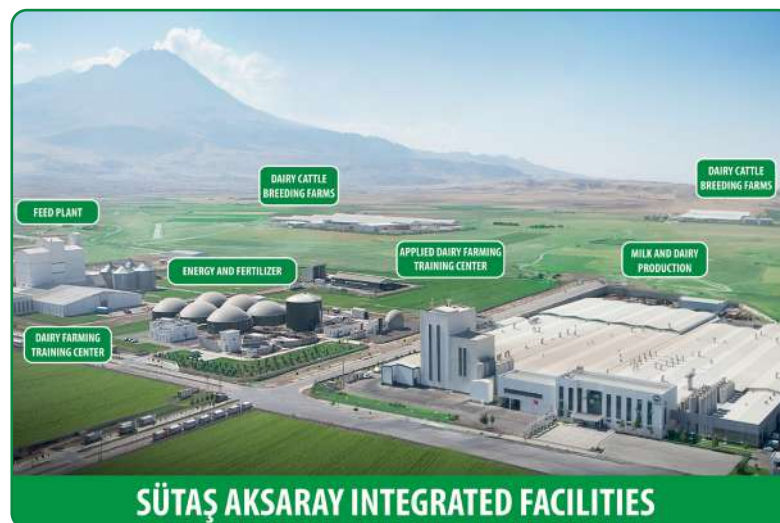 DAIRY CATTLE
BREEDING FARMS
DAIRY CATTLE
BREEDING FARMS
FEED PLANT
ENERGY AND FERTILIZER
APPLIED DAIRY FARMING
TRAINING CENTER
MILK AND DAIRY
PRODUCTION
DAIRY FARMING
TRAINING CENTER
SÜTAŞ AKSARAY INTEGRATED FACILITIES